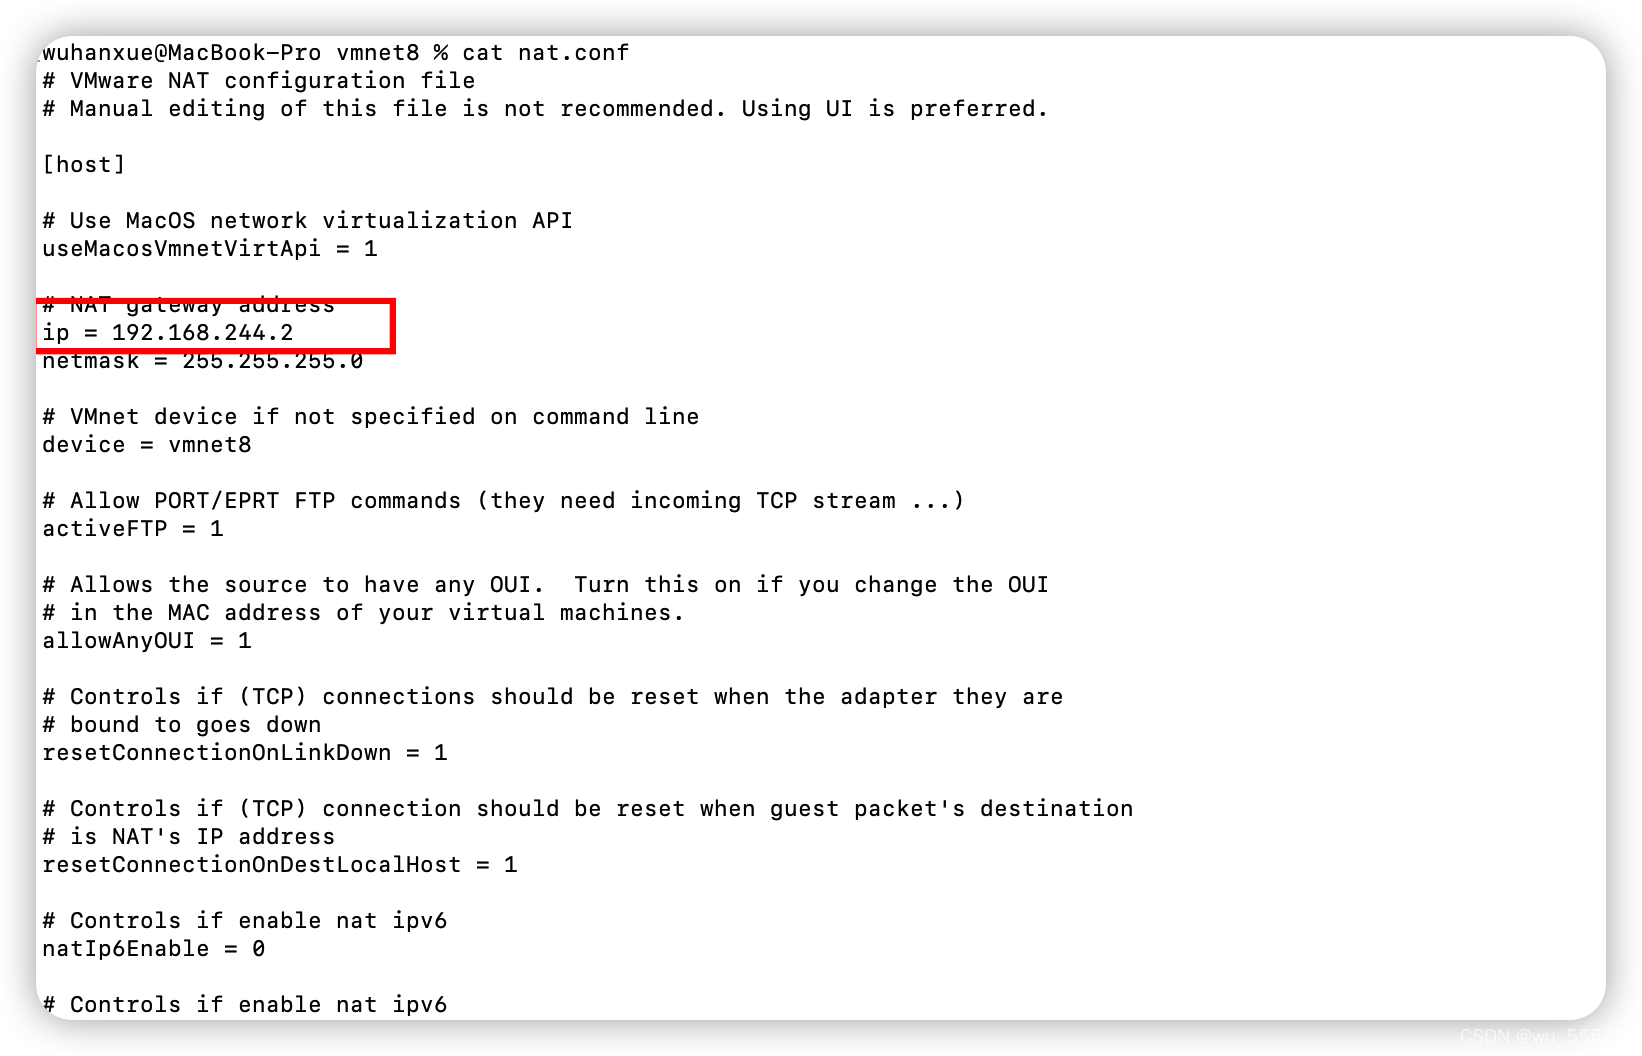 wuhanxue@MacBook-Pro vmnet8 % cat nat.conf
# VMware NAT configuration file
# Manual editing of this file is not recommended. Using UI is preferred.
[host]
# Use MacOS network virtualization API
useMacosVmnetVirtApi = 1
# NAT gateway address
ip = 192.168.244.2
netmask = 255.255.255.0
# VMnet device if not specified on command line
device = vmnet8
# Allow PORT/EPRT FTP commands (they need incoming TCP stream ...)
activeFTP = 1
# Allows the source to have any OUI.  Turn this on if you change the OUI
# in the MAC address of your virtual machines.
allowAnyOUI = 1
# Controls if (TCP) connections should be reset when the adapter they are
# bound to goes down
resetConnectionOnLinkDown = 1
# Controls if (TCP) connection should be reset when guest packet's destination
# is NAT's IP address
resetConnectionOnDestLocalHost = 1
# Controls if enable nat ipv6
natIp6Enable = 0
# Controls if enable nat ipv6
CSDN